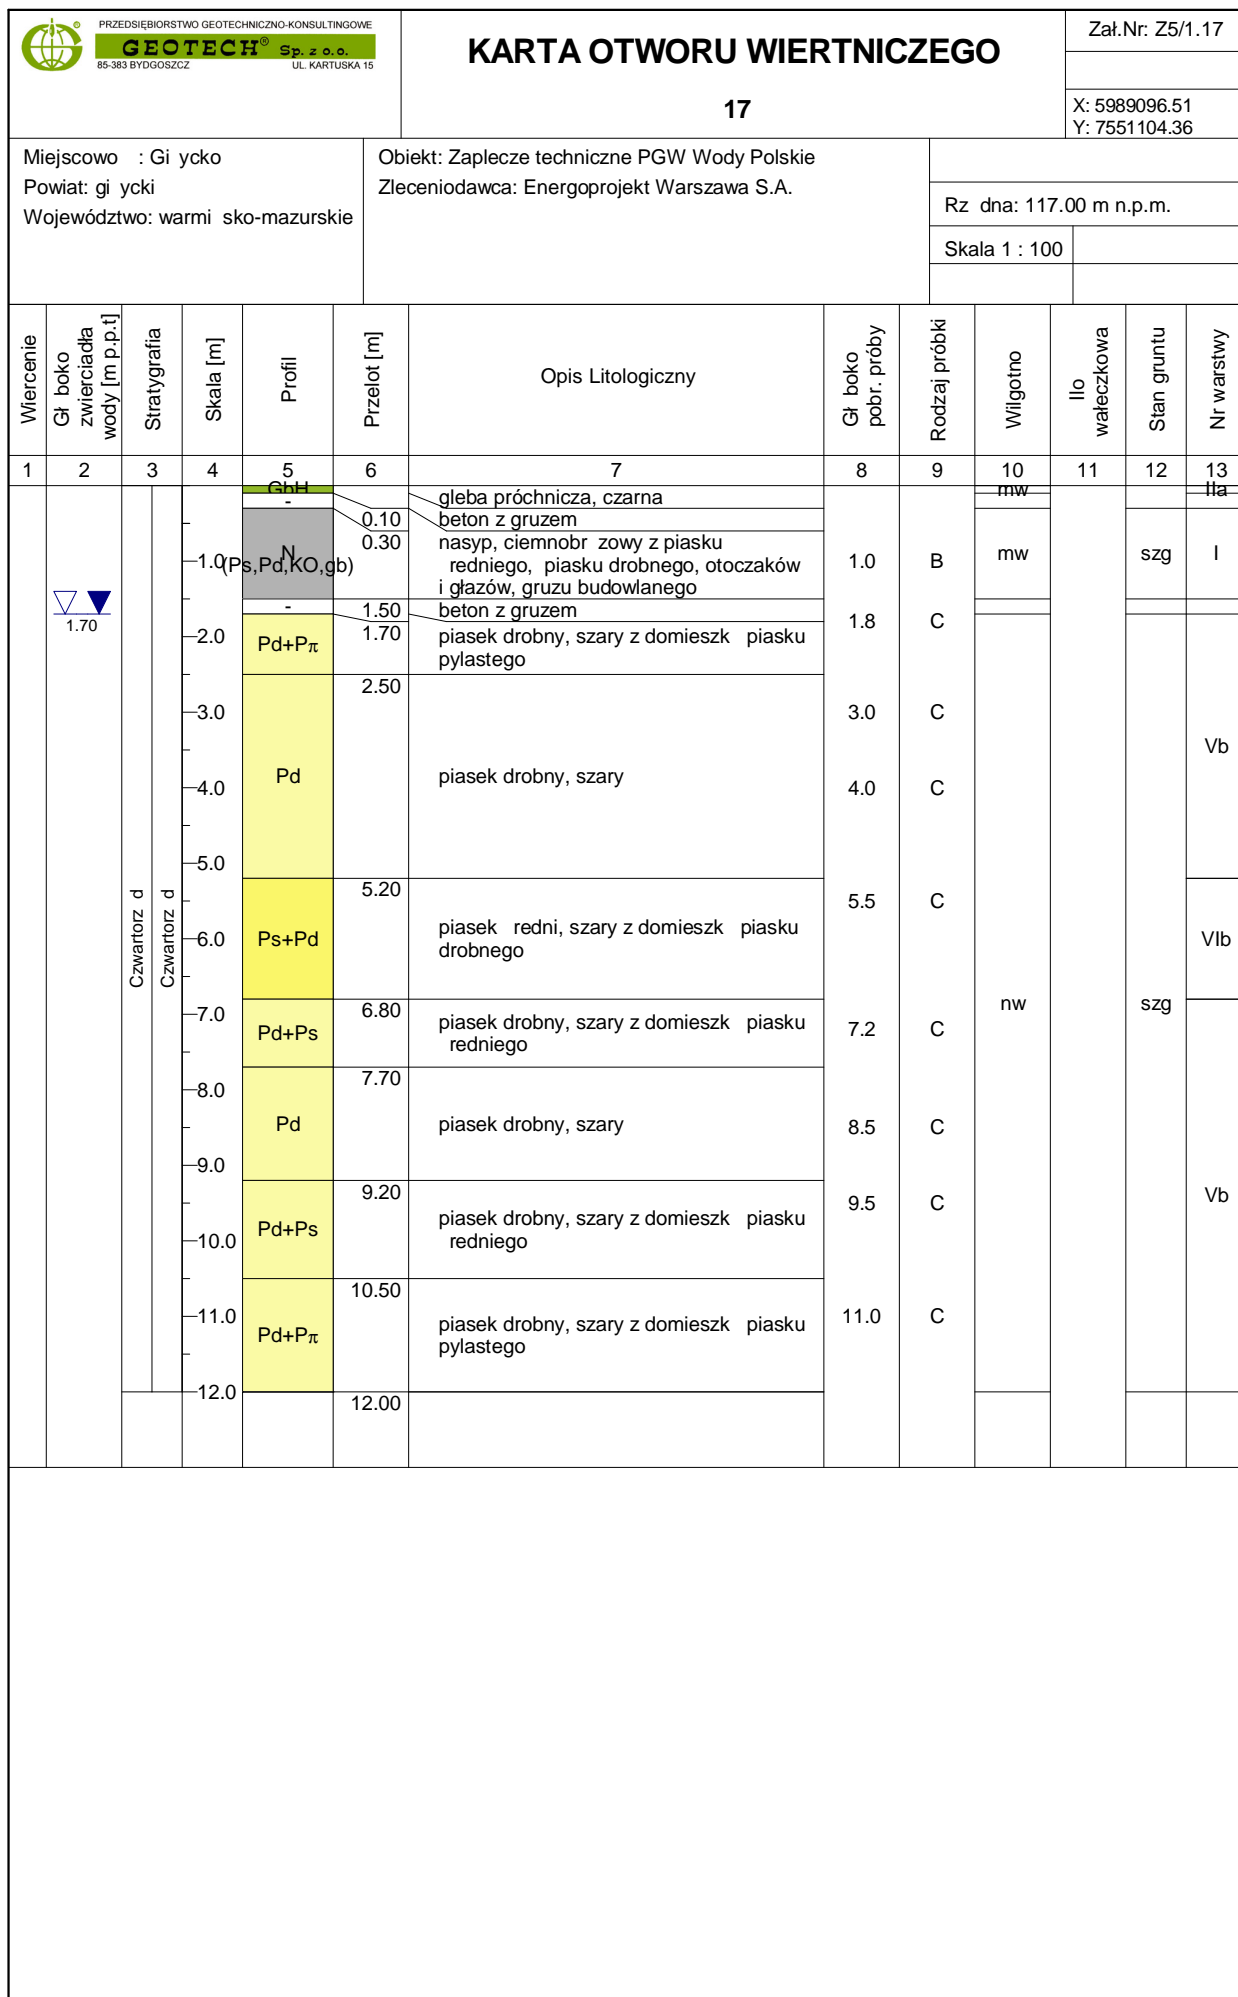 PRZEDSIĘBIORSTWO GEOTECHNICZNO-KONSULTINGOWE
GEOTECH® Sp. z o.o.
85-383 BYDGOSZCZ UL. KARTUSKA 15
KARTA OTWORU WIERTNICZEGO
17
Zał.Nr: Z5/1.17
X: 5989096.51
Y: 7551104.36
Miejscowo : Gi ycko
Powiat: gi ycki
Województwo: warmi sko-mazurskie
Obiekt: Zaplecze techniczne PGW Wody Polskie
Zleceniodawca: Energoprojekt Warszawa S.A.
Rz dna: 117.00 m n.p.m.
Skala 1 : 100
Wiercenie
Gł boko
zwierciadła
wody [m p.p.t]
Stratygrafia
Skala [m]
Profil
Przelot [m]
Opis Litologiczny
Gł boko
pobr. próby
Rodzaj próbki
Wilgotno
Ilo
wałeczkowa
Stan gruntu
Nr warstwy
1 2 3 4 5 6 7 8 9 10 11 12 13
GbH gleba próchnicza, czarna mw IIa
- 0.10 beton z gruzem
0.30 nasyp, ciemnobr zowy z piasku
redniego, piasku drobnego, otoczaków
i głazów, gruzu budowlanego
1.0 N
(Ps,Pd,KO,gb) 1.0 B mw szg I
- 1.50 beton z gruzem
1.70
2.0 Pd+Pπ 1.70 piasek drobny, szary z domieszk piasku
pylastego
1.8 C
2.50
3.0 3.0 C
Pd piasek drobny, szary Vb
4.0 4.0 C
5.0
Czwartorz d
Czwartorz d
5.20
5.5 C
6.0 Ps+Pd piasek redni, szary z domieszk piasku
drobnego
VIb
7.0 6.80
Pd+Ps piasek drobny, szary z domieszk piasku
redniego
7.2 C nw szg
7.70
8.0
Pd piasek drobny, szary 8.5 C
9.0
9.20
9.5 C Vb
10.0 Pd+Ps piasek drobny, szary z domieszk piasku
redniego
10.50
11.0 Pd+Pπ piasek drobny, szary z domieszk piasku
pylastego
11.0 C
12.0
12.00